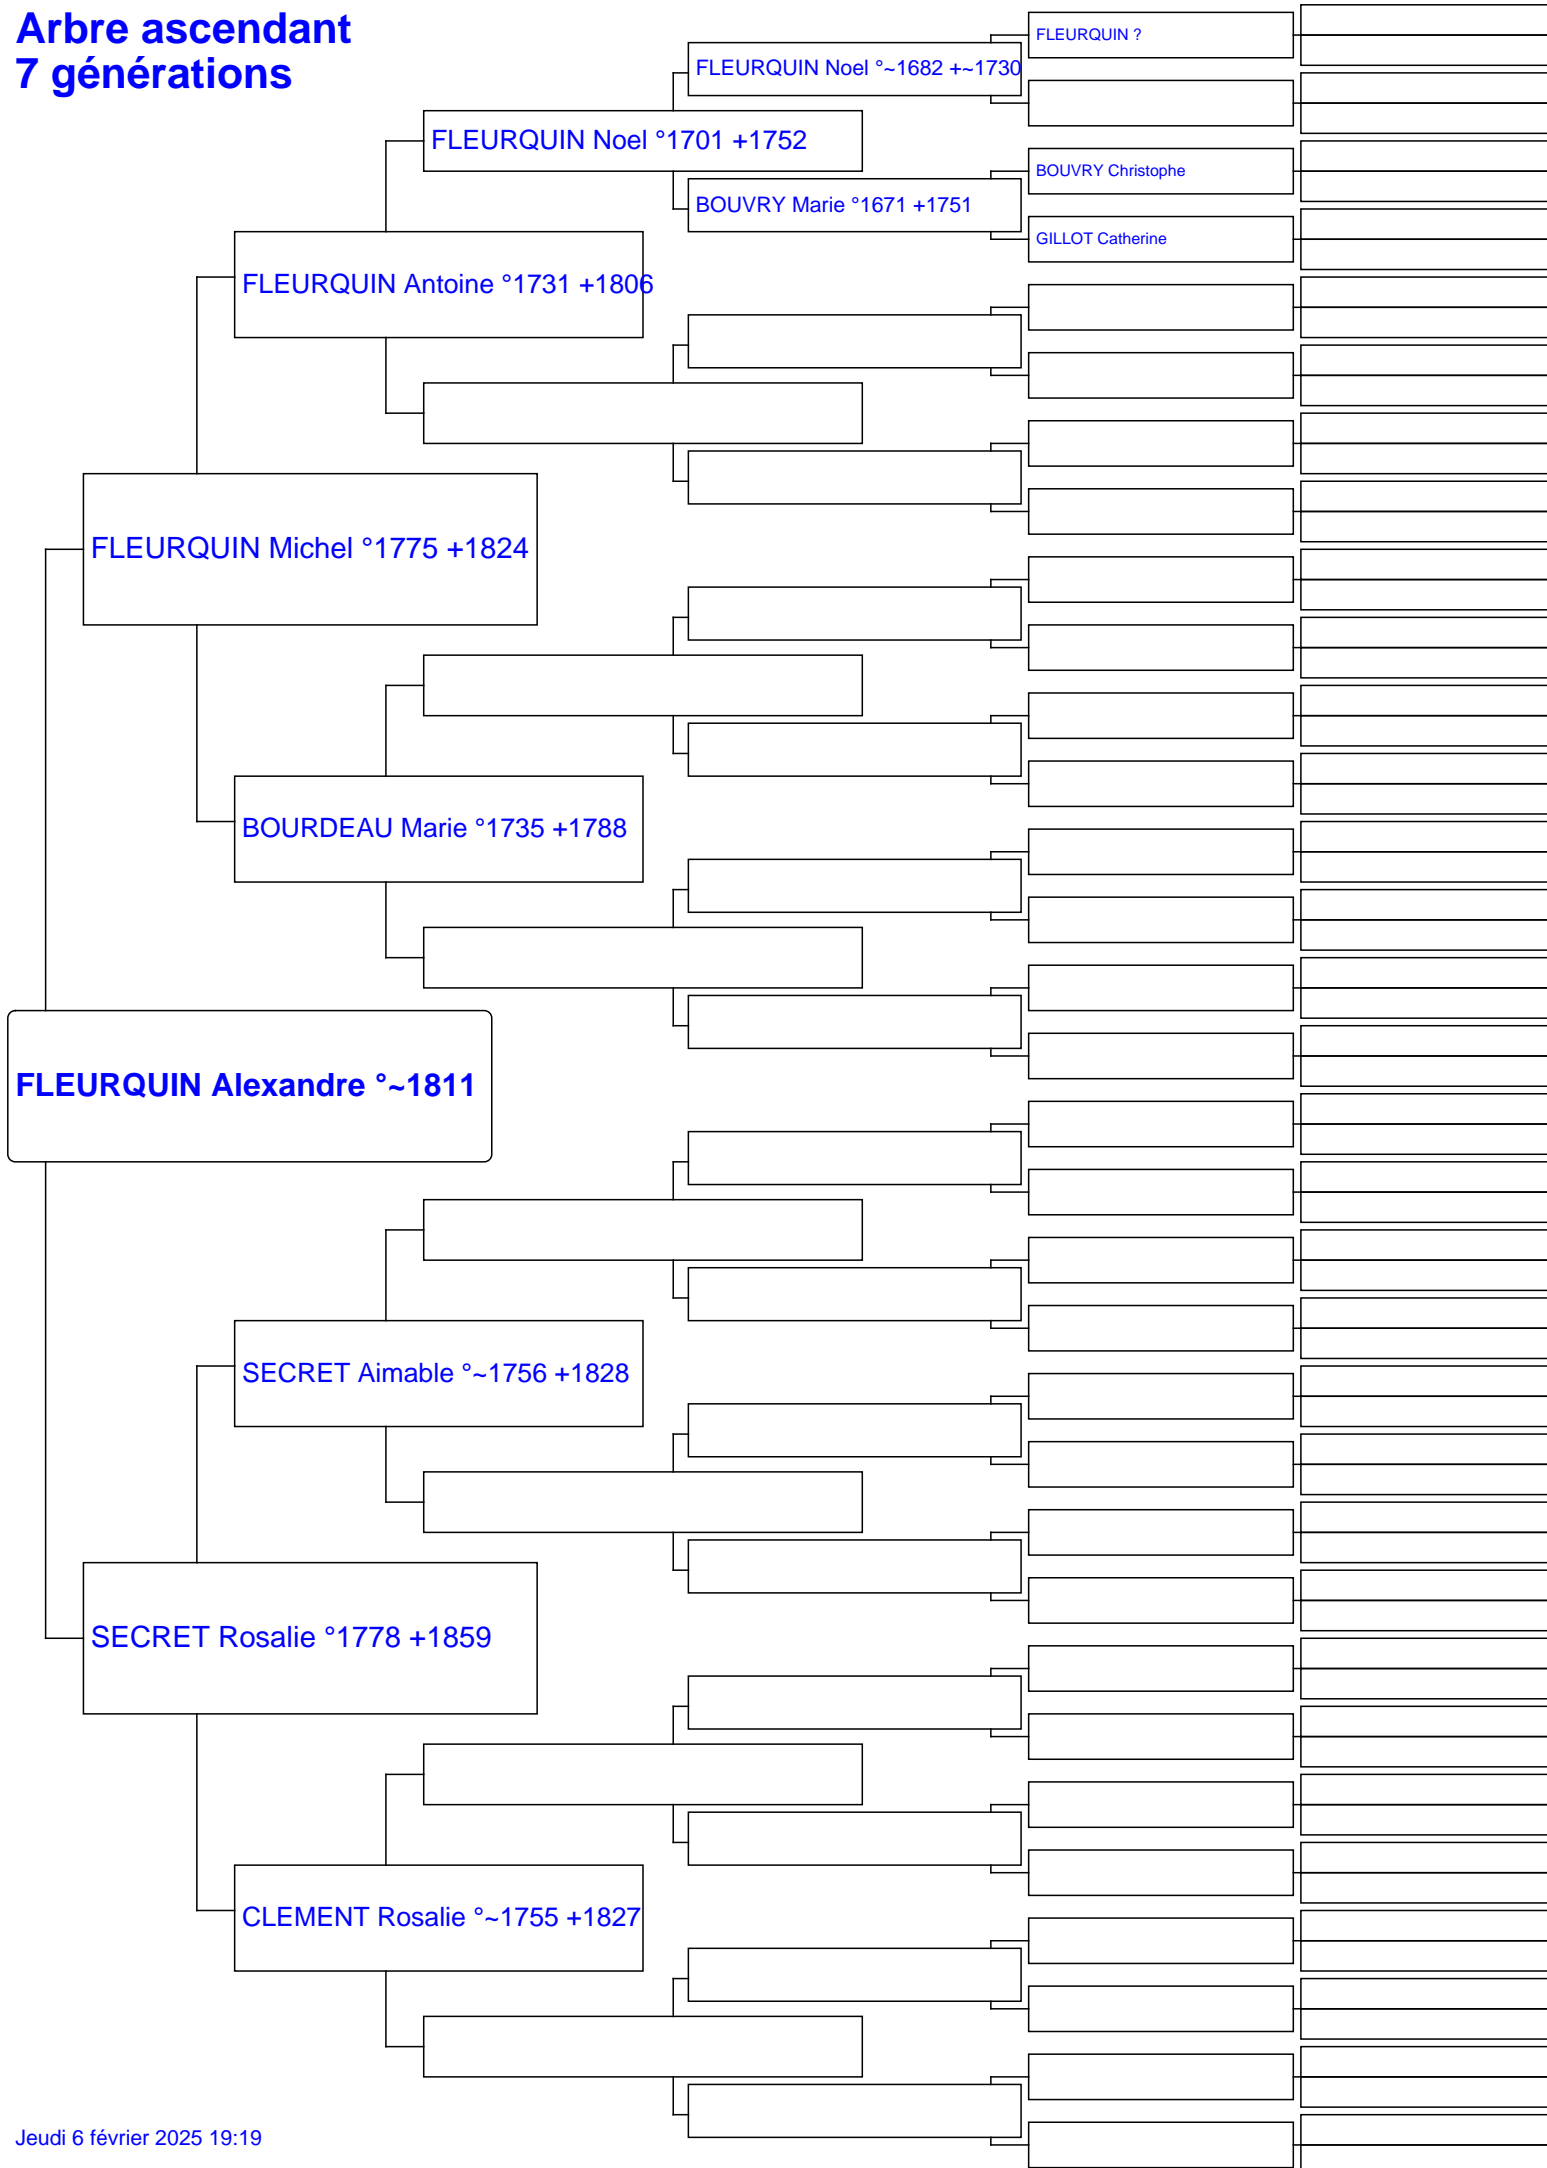 Arbre ascendant
7 générations
FLEURQUIN ?
FLEURQUIN Noel °~1682 +~1730
FLEURQUIN Noel °1701 +1752
BOUVRY Christophe
BOUVRY Marie °1671 +1751
GILLOT Catherine
FLEURQUIN Antoine °1731 +1806
FLEURQUIN Michel °1775 +1824
BOURDEAU Marie °1735 +1788
FLEURQUIN Alexandre °~1811
SECRET Aimable °~1756 +1828
SECRET Rosalie °1778 +1859
CLEMENT Rosalie °~1755 +1827
Jeudi 6 février 2025 19:19